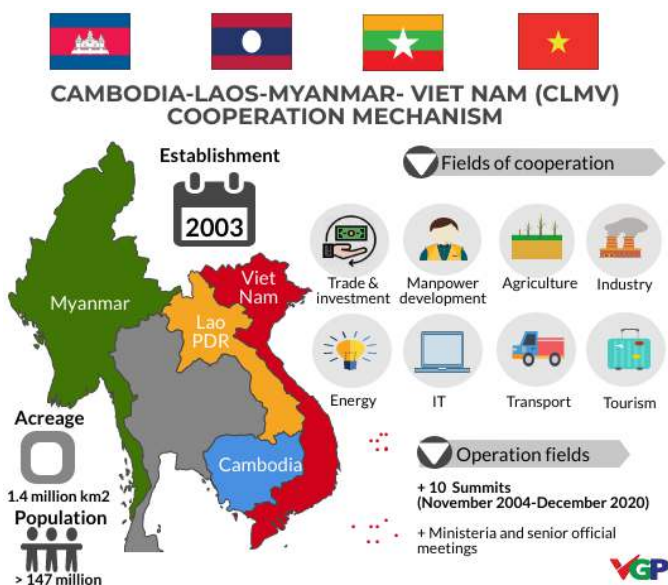 CAMBODIA-LAOS-MYANMAR- VIET NAM (CLMV)
COOPERATION MECHANISM
Establishment
2003
Myanmar
Viet
Nam
Lao
PDR
Cambodia
Acreage
1.4 million km2
Population
> 147 million
Fields of cooperation
Trade &
investment
Manpower
development
Agriculture
Industry
Energy
IT
Transport
Tourism
Operation fields
+ 10 Summits
(November 2004-December 2020)
+ Ministeria and senior official
meetings
VGP